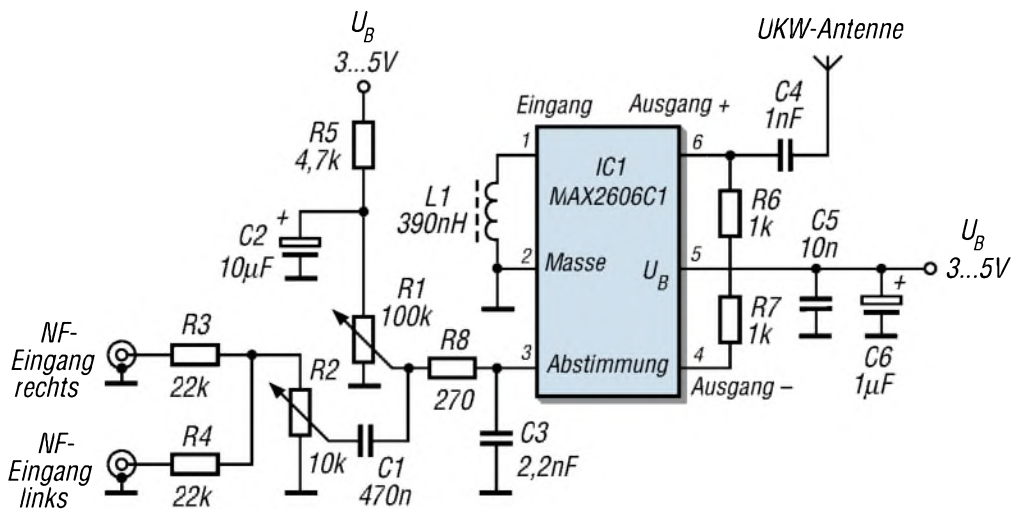 U_B
3...5V
R5
4,7k
C2
+
10µF
R1
100k
NF-
Eingang
rechts
R3
22k
NF-
Eingang
links
R4
22k
R2
10k
C1
470n
R8
270
C3
2,2nF
L1
390nH
Eingang
Ausgang +
1
2
3
6
5
4
IC1
MAX2606C1
Masse
U_B
Abstimmung
Ausgang –
UKW-Antenne
C4
1nF
R6
1k
R7
1k
C5
10n
+
C6
1µF
U_B
3...5V